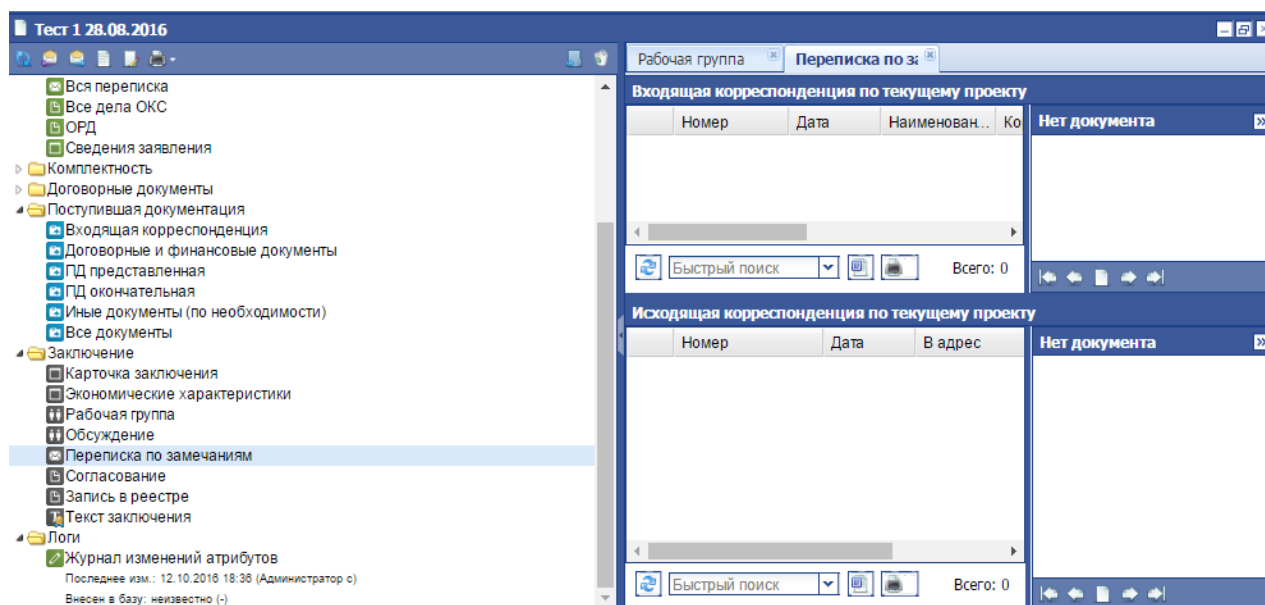 Тест 1 28.08.2016
Вся переписка
Все дела ОКС
ОРД
Сведения заявления
Комплектность
Договорные документы
Поступившая документация
Входящая корреспонденция
Договорные и финансовые документы
ПД представленная
ПД окончательная
Иные документы (по необходимости)
Все документы
Заключение
Карточка заключения
Экономические характеристики
Рабочая группа
Обсуждение
Переписка по замечаниям
Согласование
Запись в реестре
Текст заключения
Логи
Журнал изменений атрибутов
Последнее изм.: 12.10.2016 18:36 (Администратор с)
Внесен в базу: неизвестно (-)
Рабочая группа
Переписка по за
Входящая корреспонденция по текущему проекту
Номер Дата Наименован... Ко
Нет документа
Быстрый поиск
Всего: 0
Исходящая корреспонденция по текущему проекту
Номер Дата В адрес
Нет документа
Быстрый поиск
Всего: 0